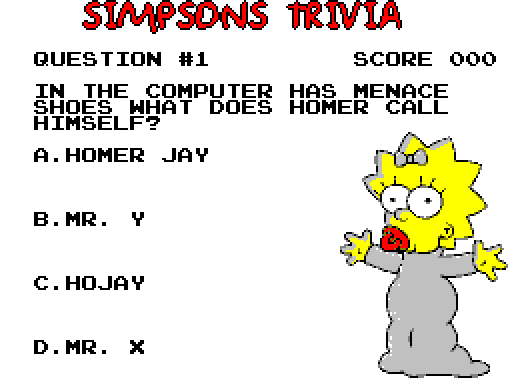 SIMPSONS TRIVIA
QUESTION #1 SCORE 000
IN THE COMPUTER HAS MENACE
SHOES WHAT DOES HOMER CALL
HIMSELF?
A.HOMER JAY
B.MR. Y
C.HOJAY
D.MR. X